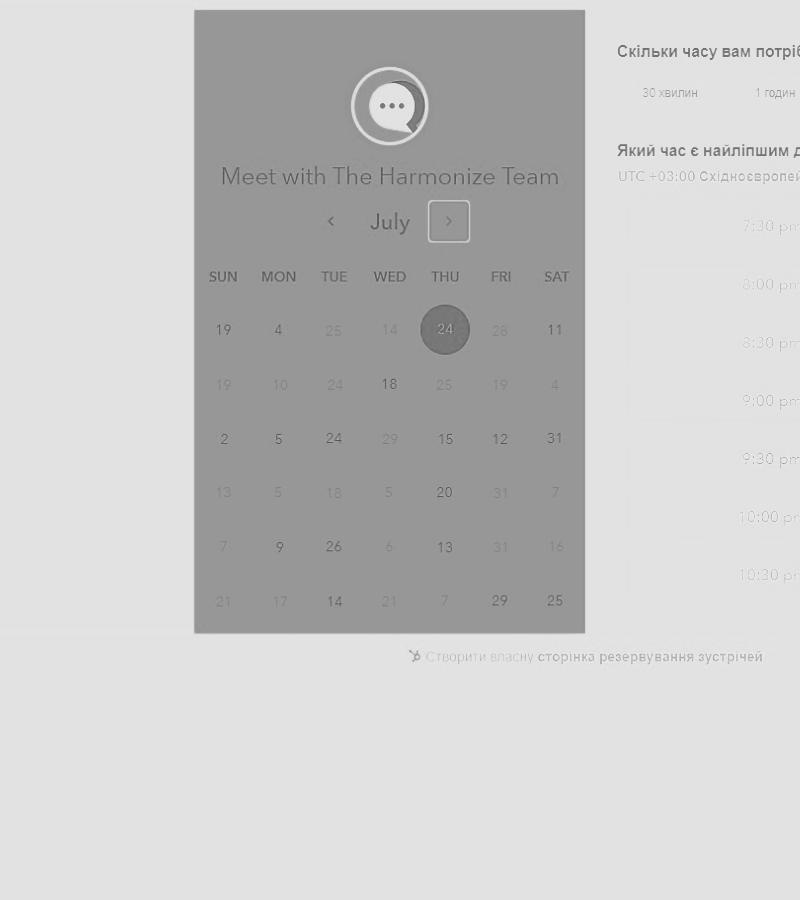 Meet with The Harmonize Team
July
SUN MON TUE WED THU FRI SAT
19 4 25 14 24 28 11
19 10 24 18 25 19 4
2 5 24 29 15 12 31
13 5 18 5 20 31 7
7 9 26 6 13 31 16
21 17 14 21 7 29 25
Скільки часу вам потріб
30 хвилин 1 годин
Який час є найліпшим д
UTC +03:00 Східноєвропей
7:30 pm
8:00 pm
8:30 pm
9:00 pm
9:30 pm
10:00 pm
10:30 pm
Створити власну сторінка резервування зустрічей